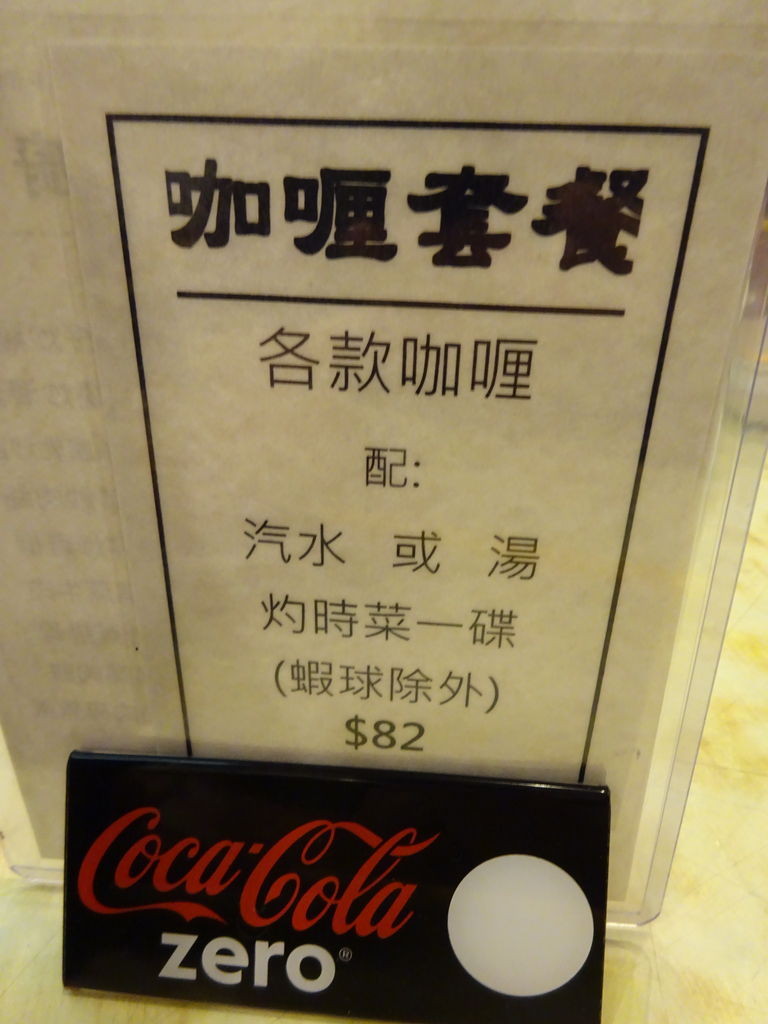 咖喱套餐
各款咖喱
配:
汽水 或 湯
灼時菜一碟
(蝦球除外)
$82
Coca-Cola
zero®